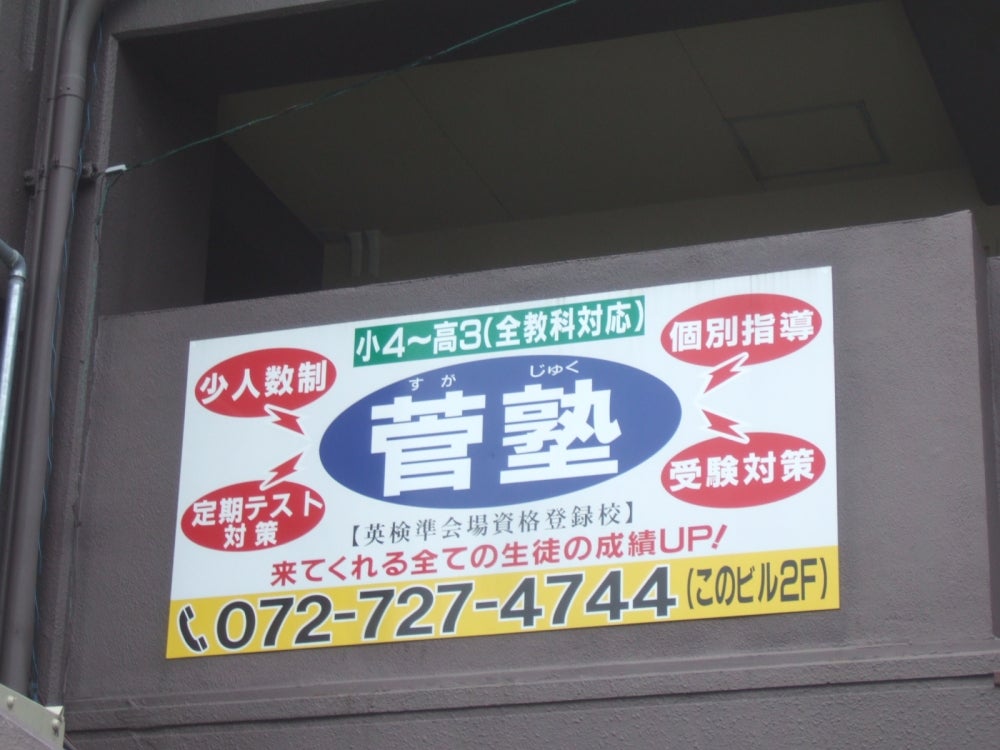 小4〜高3(全教科対応)
少人数制
個別指導
すが じゅく
菅塾
定期テスト
対策
受験対策
【英検準会場資格登録校】
来てくれる全ての生徒の成績UP!
072-727-4744(このビル2F)